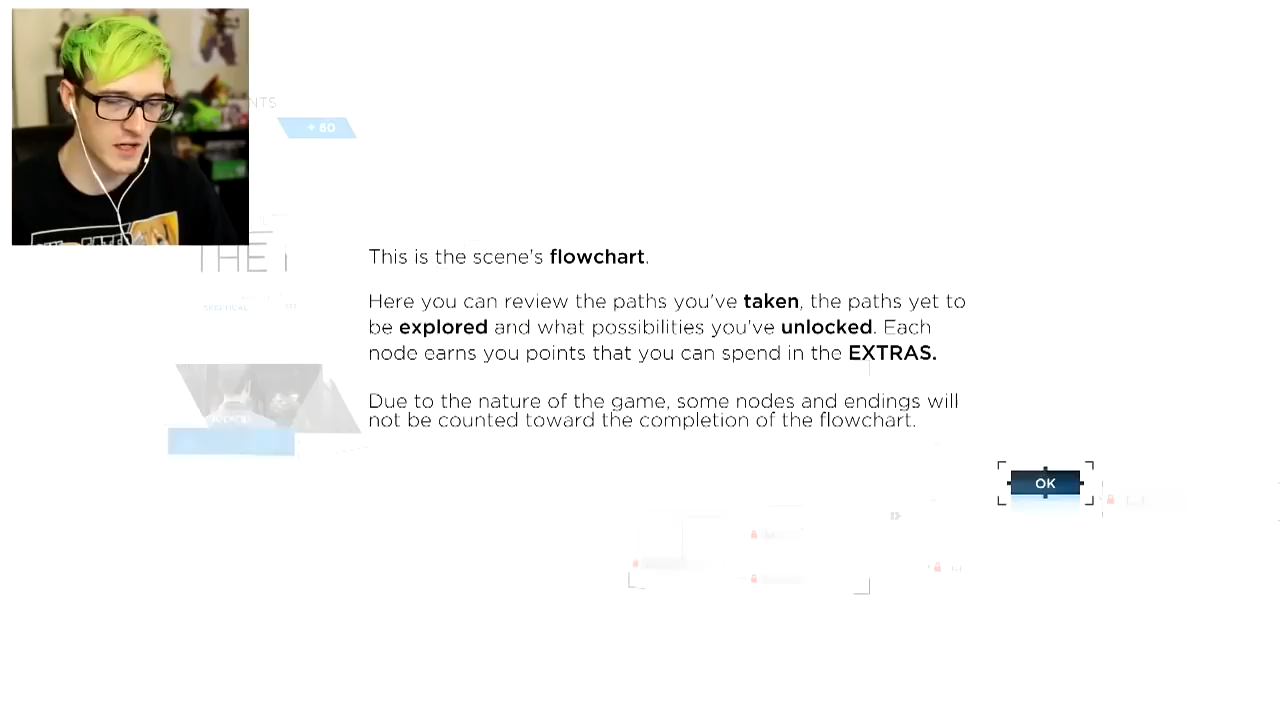 NTS
+ 60
THE
This is the scene's flowchart.
Here you can review the paths you've taken, the paths yet to
be explored and what possibilities you've unlocked. Each
node earns you points that you can spend in the EXTRAS.
Due to the nature of the game, some nodes and endings will
not be counted toward the completion of the flowchart.
OK